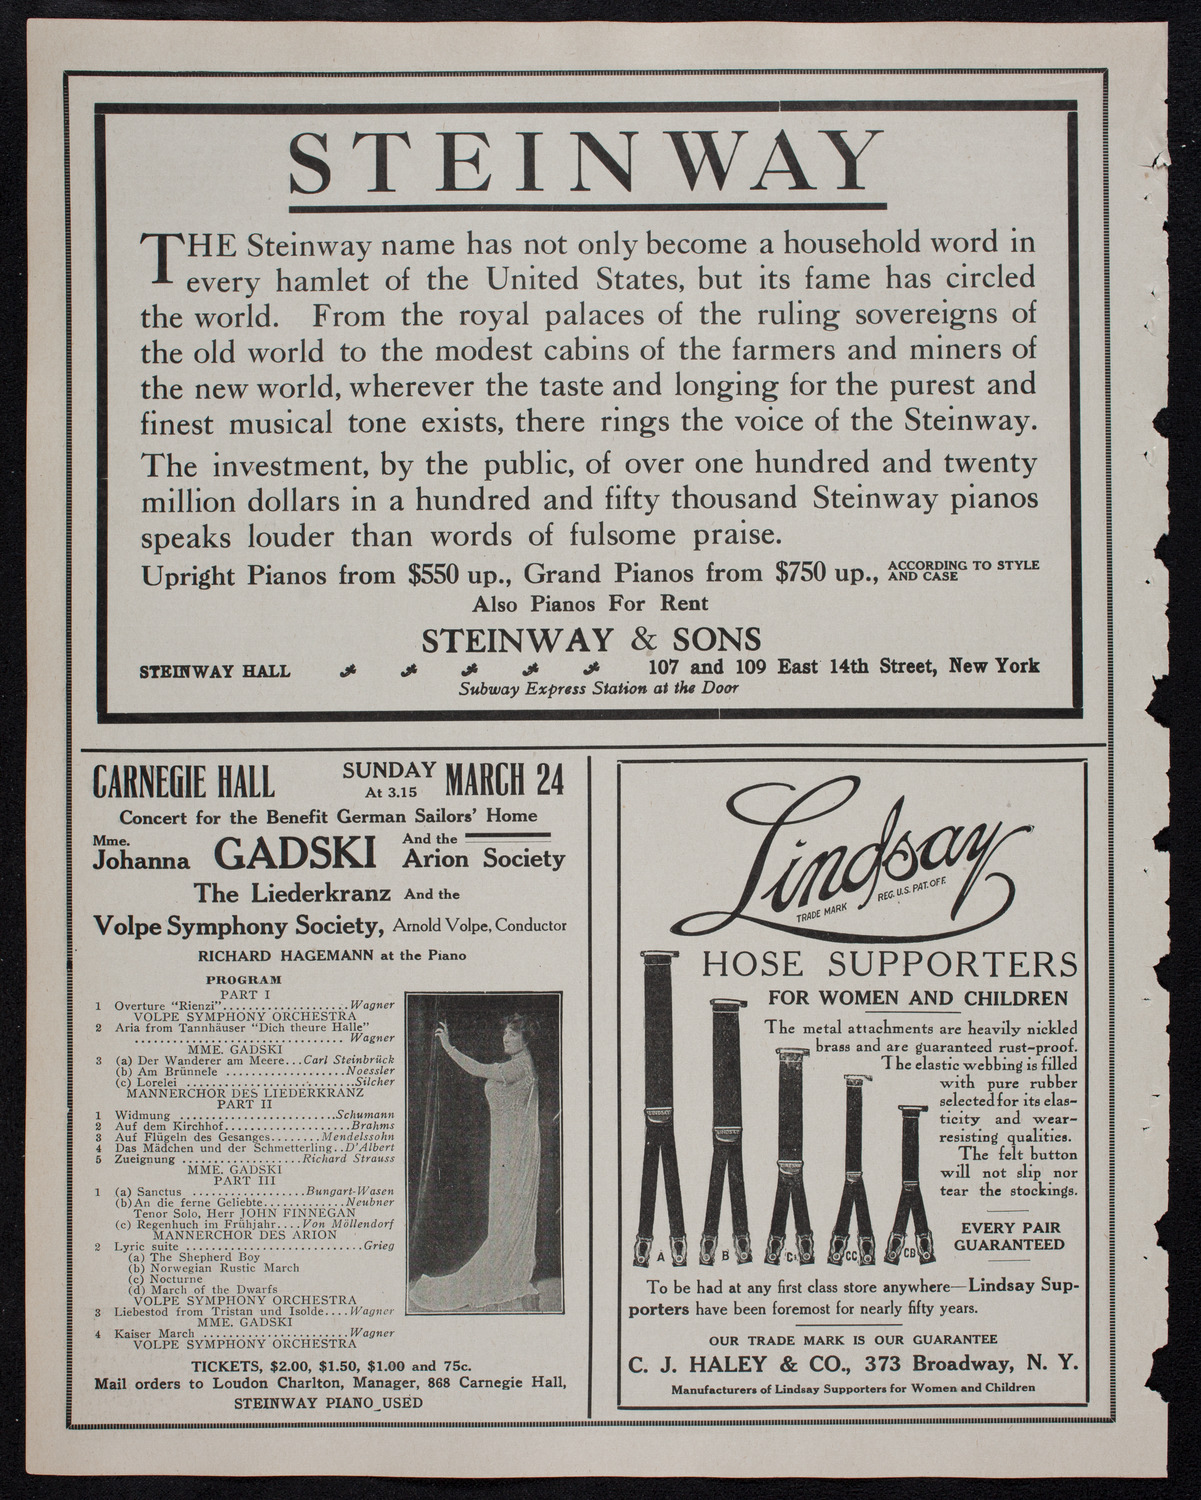 STEINWAY
THE Steinway name has not only become a household word in
every hamlet of the United States, but its fame has circled
the world. From the royal palaces of the ruling sovereigns of
the old world to the modest cabins of the farmers and miners of
the new world, wherever the taste and longing for the purest and
finest musical tone exists, there rings the voice of the Steinway.
The investment, by the public, of over one hundred and twenty
million dollars in a hundred and fifty thousand Steinway pianos
speaks louder than words of fulsome praise.
Upright Pianos from $550 up., Grand Pianos from $750 up., ACCORDING TO STYLE AND CASE
Also Pianos For Rent
STEINWAY & SONS
STEINWAY HALL 107 and 109 East 14th Street, New York
Subway Express Station at the Door
CARNEGIE HALL SUNDAY At 3.15 MARCH 24
Concert for the Benefit German Sailors' Home
Mme. Johanna GADSKI And the Arion Society
The Liederkranz And the
Volpe Symphony Society, Arnold Volpe, Conductor
RICHARD HAGEMANN at the Piano
PROGRAM
PART I
1 Overture "Rienzi"....................Wagner
VOLPE SYMPHONY ORCHESTRA
2 Aria from Tannhäuser "Dich theure Halle"
..................................Wagner
MME. GADSKI
3 (a) Der Wanderer am Meere...Carl Steinbrück
(b) Am Brünnele ...................Noessler
(c) Lorelei ..........................Silcher
MANNERCHOR DES LIEDERKRANZ
PART II
1 Widmung ........................Schumann
2 Auf dem Kirchhof....................Brahms
3 Auf Flügeln des Gesanges........Mendelssohn
4 Das Mädchen und der Schmetterling..D'Albert
5 Zueignung ...................Richard Strauss
MME. GADSKI
PART III
1 (a) Sanctus ..................Bungart-Wasen
(b) An die ferne Geliebte.............Neubner
Tenor Solo, Herr JOHN FINNEGAN
(c) Regenhuch im Frühjahr....Von Möllendorf
MANNERCHOR DES ARION
2 Lyric suite ............................Grieg
(a) The Shepherd Boy
(b) Norwegian Rustic March
(c) Nocturne
(d) March of the Dwarfs
VOLPE SYMPHONY ORCHESTRA
3 Liebestod from Tristan und Isolde....Wagner
MME. GADSKI
4 Kaiser March .......................Wagner
VOLPE SYMPHONY ORCHESTRA
TICKETS, $2.00, $1.50, $1.00 and 75c.
Mail orders to Loudon Charlton, Manager, 868 Carnegie Hall,
STEINWAY PIANO USED
Lindsay
TRADE MARK REG. U.S. PAT. OFF.
HOSE SUPPORTERS
FOR WOMEN AND CHILDREN
The metal attachments are heavily nickled
brass and are guaranteed rust-proof.
The elastic webbing is filled
with pure rubber
selected for its elas-
ticity and wear-
resisting qualities.
The felt button
will not slip nor
tear the stockings.
EVERY PAIR
GUARANTEED
LINDSAY LINDSAY
A B C CC CB
To be had at any first class store anywhere—Lindsay Sup-
porters have been foremost for nearly fifty years.
OUR TRADE MARK IS OUR GUARANTEE
C. J. HALEY & CO., 373 Broadway, N. Y.
Manufacturers of Lindsay Supporters for Women and Children